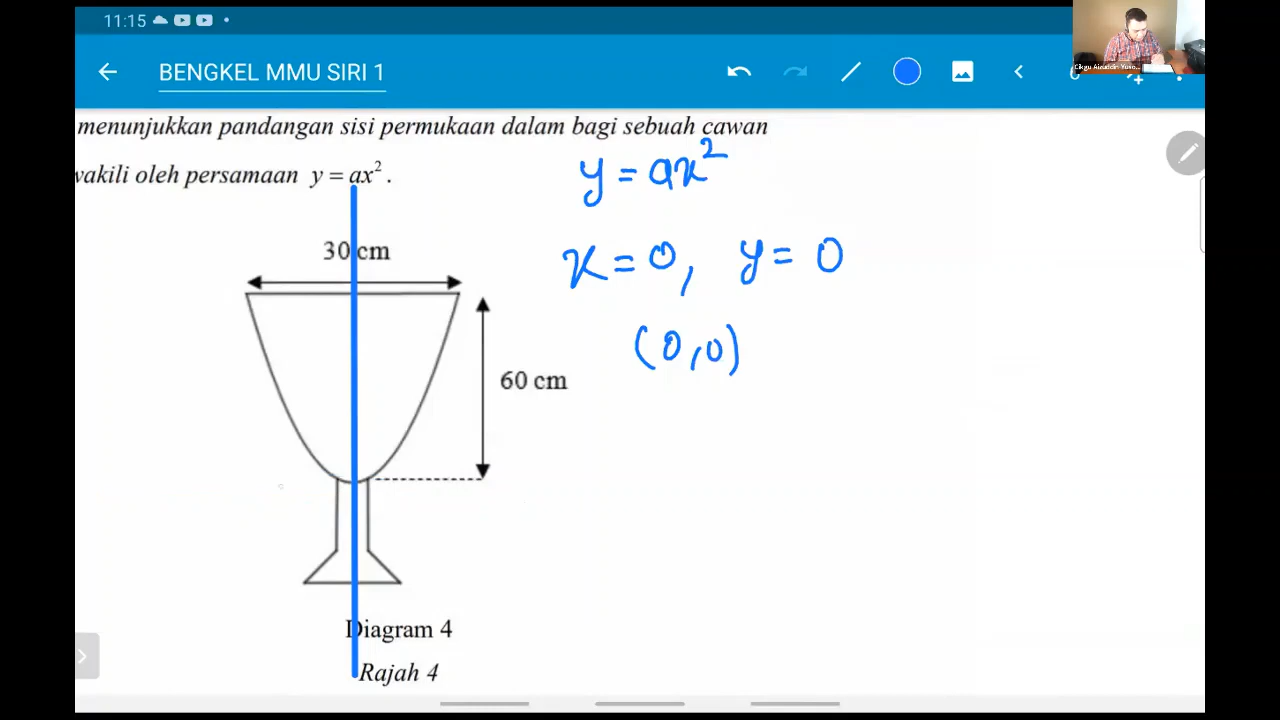 11:15
BENGKEL MMU SIRI 1
menunjukkan pandangan sisi permukaan dalam bagi sebuah cawan
wakili oleh persamaan y = ax².
y = ax²
30 cm
x = 0, y = 0
(0,0)
60 cm
Diagram 4
Rajah 4